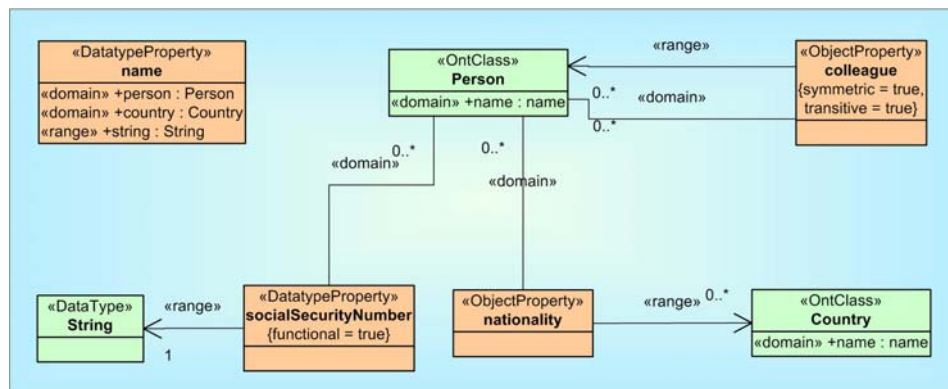 «DatatypeProperty»
name
«domain» +person : Person
«domain» +country : Country
«range» +string : String
«OntClass»
Person
«domain» +name : name
«range»
0..*
«domain»
0..*
«ObjectProperty»
colleague
{symmetric = true,
transitive = true}
0..*
«domain»
0..*
«domain»
«DataType»
String
«range»
1
«DatatypeProperty»
socialSecurityNumber
{functional = true}
«ObjectProperty»
nationality
«range»
0..*
«OntClass»
Country
«domain» +name : name